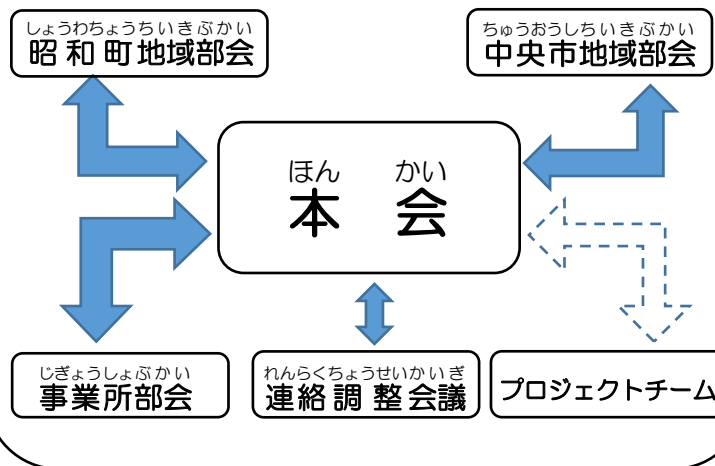 しょうわちょうちいきぶかい
昭和町地域部会
ちゅうおうしちいきぶかい
中央市地域部会
ほん かい
本 会
じぎょうしょぶかい
事業所部会
れんらくちょうせいかいぎ
連絡調整会議
プロジェクトチーム